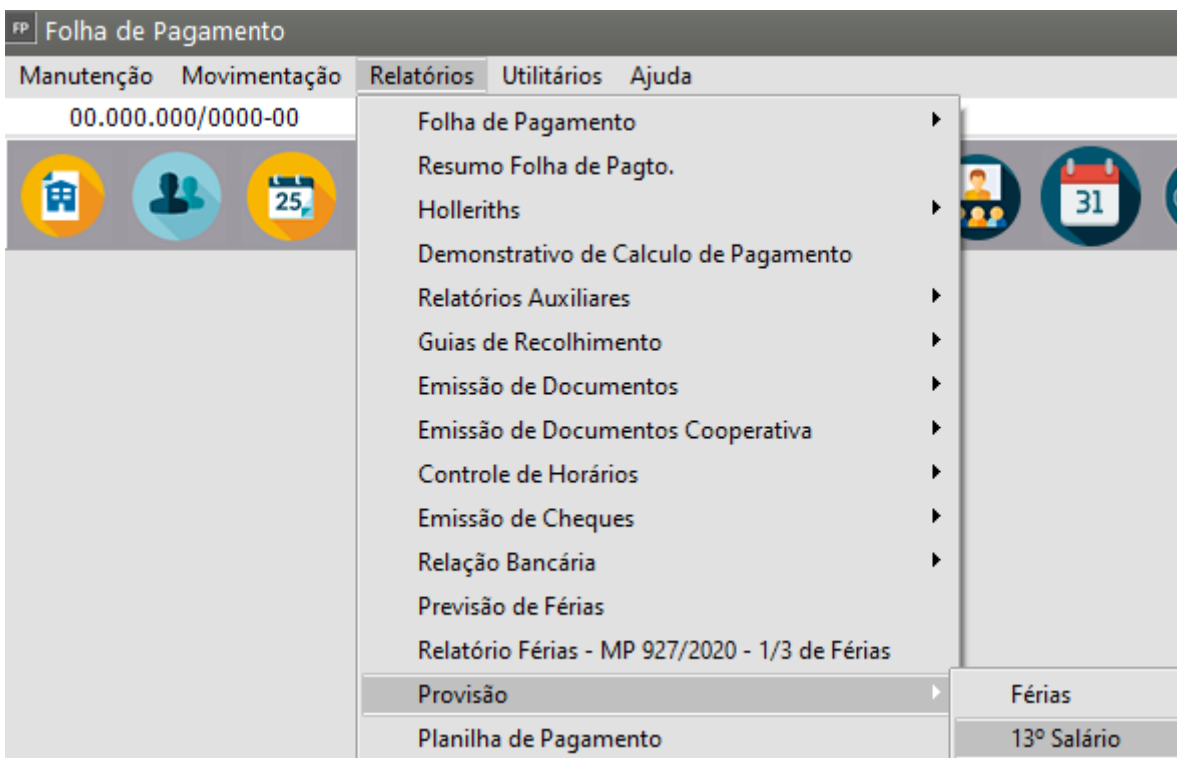 FP Folha de Pagamento
Manutenção Movimentação Relatórios Utilitários Ajuda
00.000.000/0000-00
Folha de Pagamento
Resumo Folha de Pagto.
Holleriths
Demonstrativo de Calculo de Pagamento
Relatórios Auxiliares
Guias de Recolhimento
Emissão de Documentos
Emissão de Documentos Cooperativa
Controle de Horários
Emissão de Cheques
Relação Bancária
Previsão de Férias
Relatório Férias - MP 927/2020 - 1/3 de Férias
Provisão
Planilha de Pagamento
Férias
13º Salário
25
31